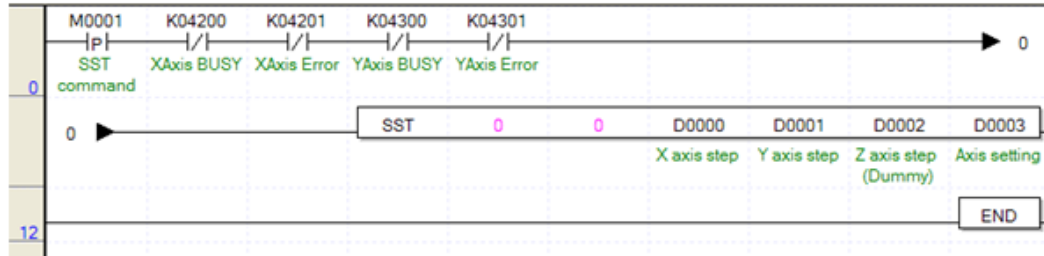 M0001 K04200 K04201 K04300 K04301
P 0
SST XAxis BUSY XAxis Error YAxis BUSY YAxis Error
0 command
0 SST 0 0 D0000 D0001 D0002 D0003
X axis step Y axis step Z axis step Axis setting
(Dummy)
END
12